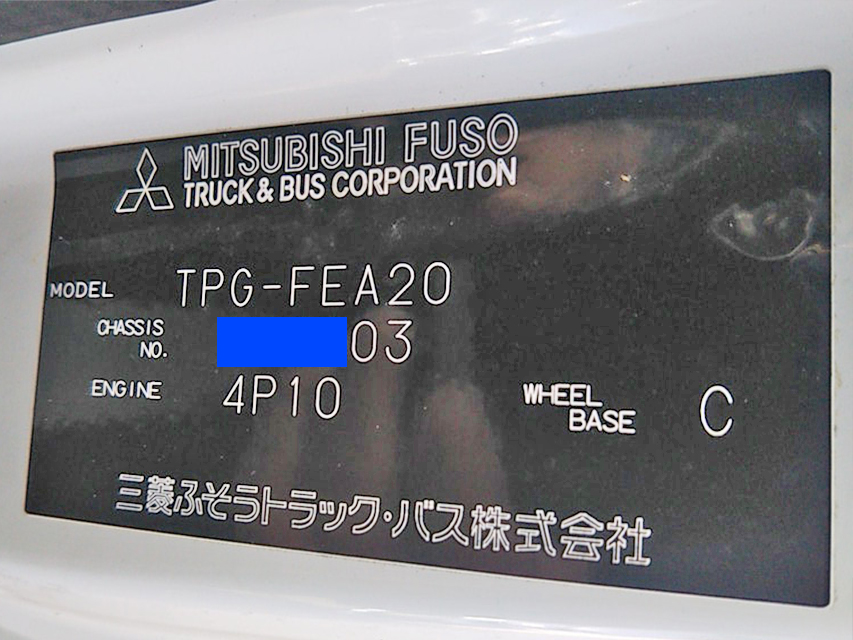 MITSUBISHI FUSO
TRUCK & BUS CORPORATION
MODEL TPG-FEA20
CHASSIS NO. 03
ENGINE 4P10
WHEEL BASE C
三菱ふそうトラック・バス株式会社